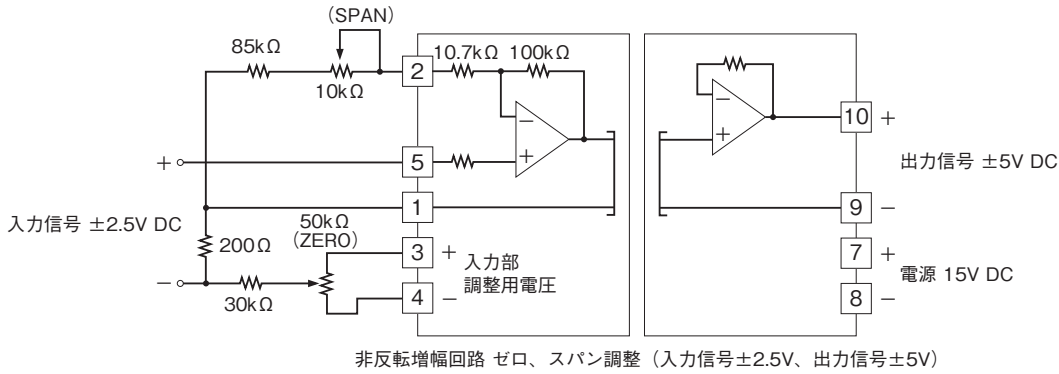 (SPAN)
85kΩ
10kΩ
2
10.7kΩ
100kΩ
−
+
−
+
10
+
+
5
出力信号 ±5V DC
1
9
−
入力信号 ±2.5V DC
50kΩ
(ZERO)
200Ω
3
+
入力部
調整用電圧
7
+
電源 15V DC
−
30kΩ
4
−
8
−
非反転増幅回路 ゼロ、スパン調整（入力信号±2.5V、出力信号±5V）